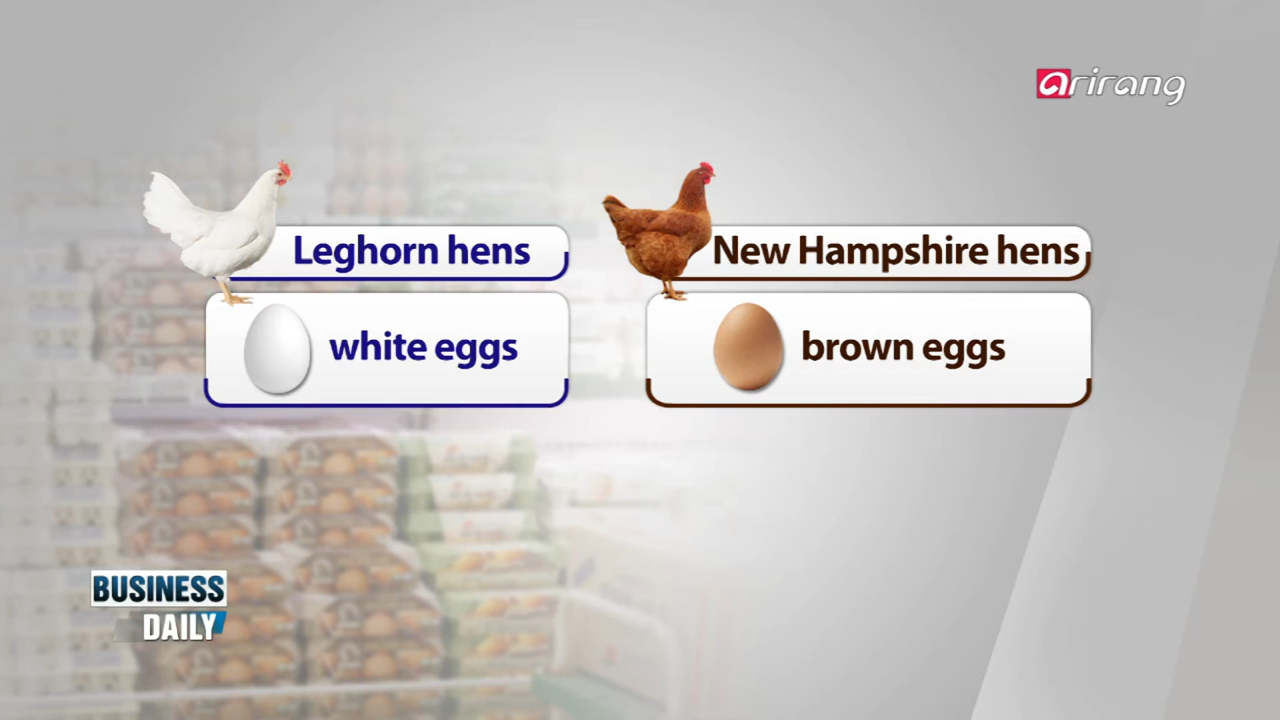 arirang
Leghorn hens
New Hampshire hens
white eggs
brown eggs
BUSINESS
DAILY